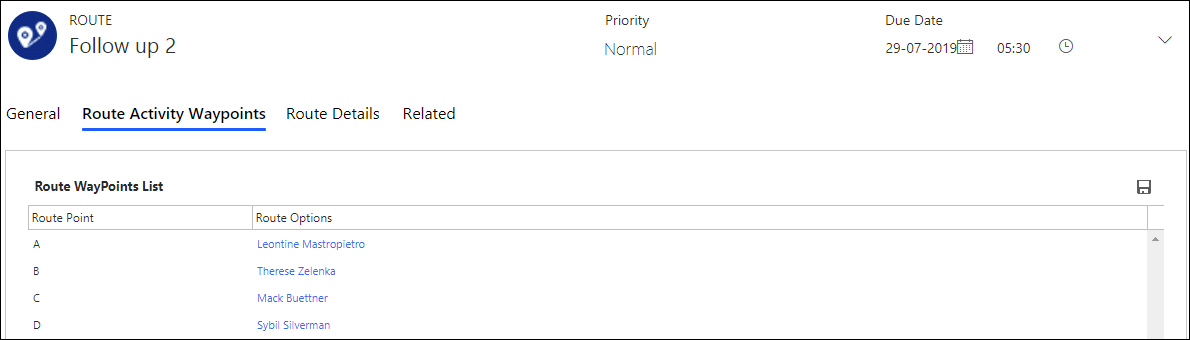 ROUTE Priority Due Date
Follow up 2 Normal 29-07-2019 05:30
General Route Activity Waypoints Route Details Related
Route WayPoints List
Route Point Route Options
A Leontine Mastropietro
B Therese Zelenka
C Mack Buettner
D Sybil Silverman